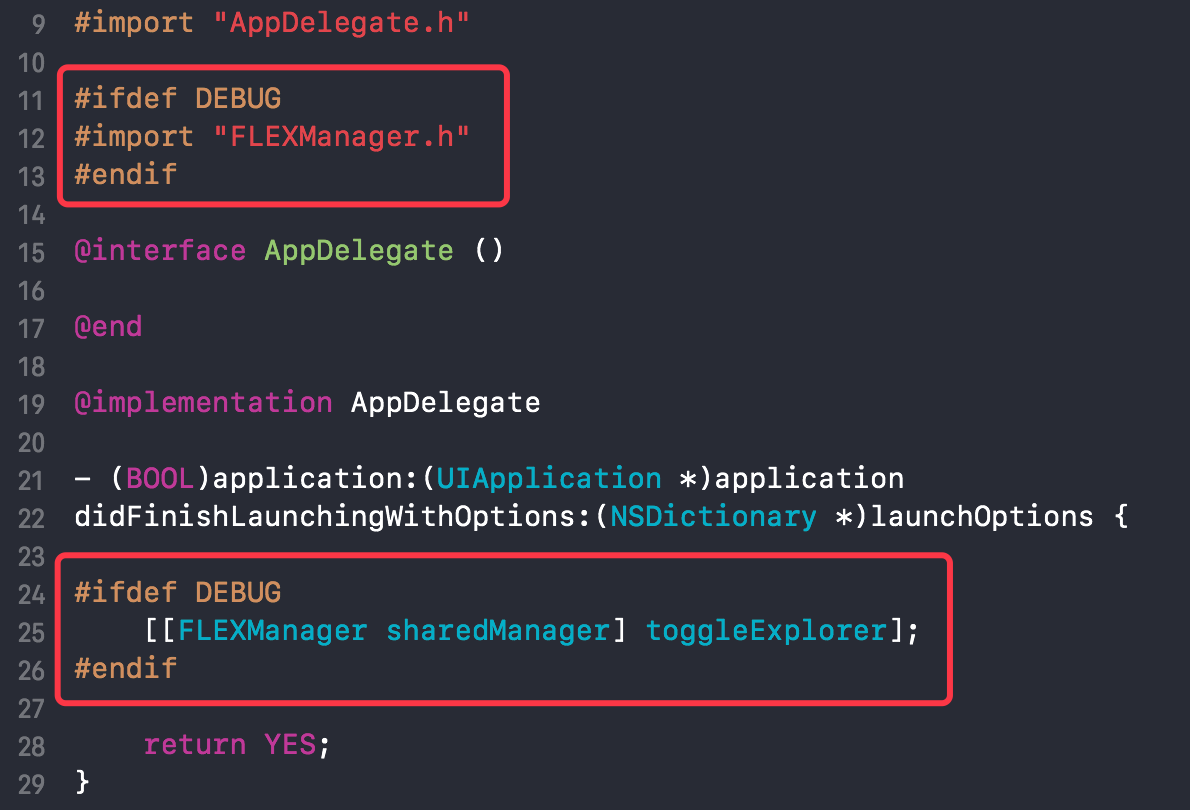 9 #import "AppDelegate.h"
10
11 #ifdef DEBUG
12 #import "FLEXManager.h"
13 #endif
14
15 @interface AppDelegate ()
16
17 @end
18
19 @implementation AppDelegate
20
21 - (BOOL)application:(UIApplication *)application
22 didFinishLaunchingWithOptions:(NSDictionary *)launchOptions {
23
24 #ifdef DEBUG
25     [[FLEXManager sharedManager] toggleExplorer];
26 #endif
27
28     return YES;
29 }